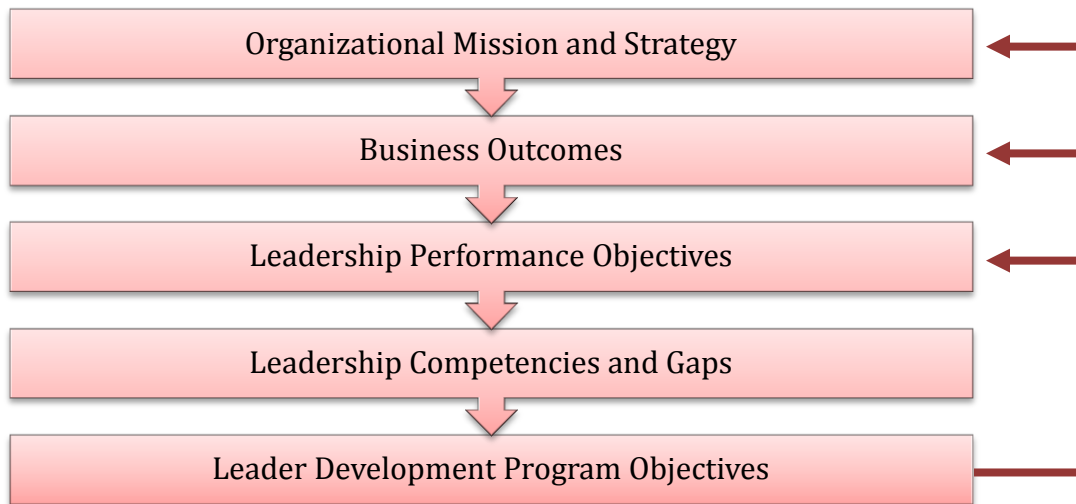 Organizational Mission and Strategy
Business Outcomes
Leadership Performance Objectives
Leadership Competencies and Gaps
Leader Development Program Objectives